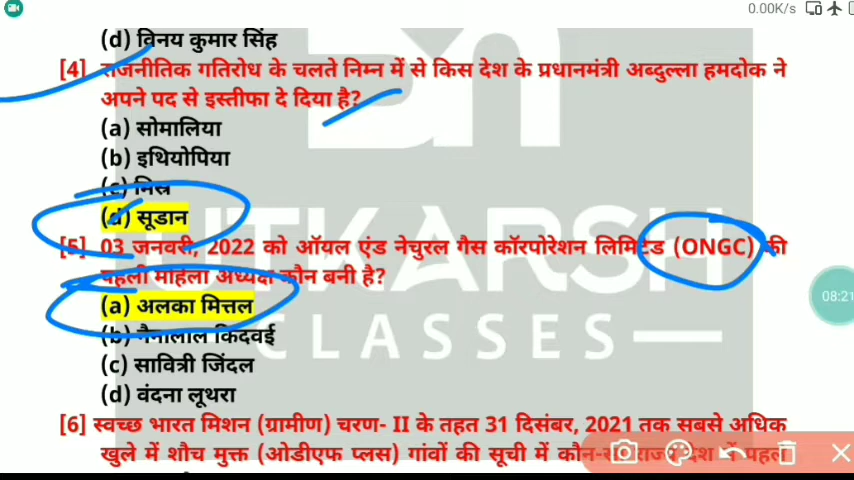 0.00K/s
(d) विनय कुमार सिंह
[4] राजनीतिक गतिरोध के चलते निम्न में से किस देश के प्रधानमंत्री अब्दुल्ला हमदोक ने
अपने पद से इस्तीफा दे दिया है?
(a) सोमालिया
(b) इथियोपिया
(c) मिस्र
(d) सूडान
[5] 03 जनवरी, 2022 को ऑयल एंड नेचुरल गैस कॉरपोरेशन लिमिटेड (ONGC) की
पहली महिला अध्यक्ष कौन बनी है?
(a) अलका मित्तल
(b) नैनालाल किदवई
(c) सावित्री जिंदल
(d) वंदना लूथरा
[6] स्वच्छ भारत मिशन (ग्रामीण) चरण- II के तहत 31 दिसंबर, 2021 तक सबसे अधिक
खुले में शौच मुक्त (ओडीएफ प्लस) गांवों की सूची में
UTKARSH
CLASSES
08:21